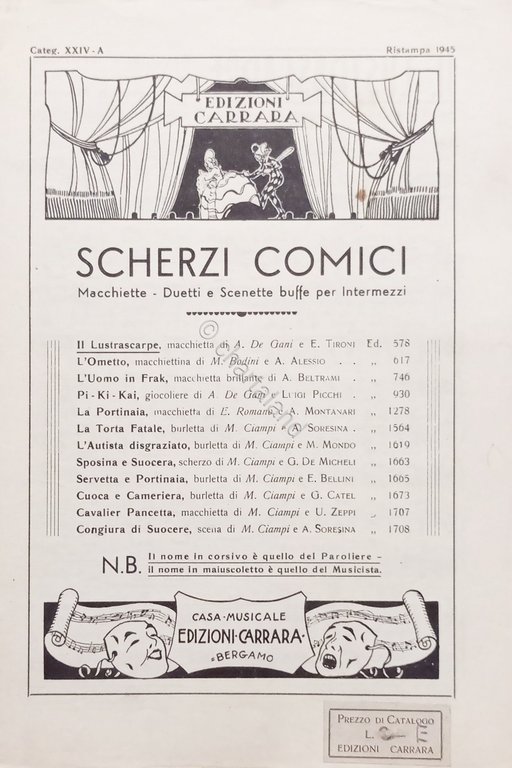 Categ. XXIV - A
Ristampa 1945
EDIZIONI
CARRARA
SCHERZI COMICI
Macchiette - Duetti e Scenette buffe per Intermezzi
Il Lustrascarpe, macchietta di A. De Gani e E. Tironi Ed. 578
L'Ometto, macchiettina di M. Bodini e A. Alessio . . „ 617
L'Uomo in Frak, macchietta brillante di A. Beltrami . „ 746
Pi - Ki - Kai, giocoliere di A. De Gani e Luigi Picchi . „ 930
La Portinaia, macchietta di E. Romano e A. Montanari „ 1278
La Torta Fatale, burletta di M. Ciampi e A. Soresina . „ 1564
L'Autista disgraziato, burletta di M. Ciampi e M. Mondo „ 1619
Sposina e Suocera, scherzo di M. Ciampi e G. De Micheli „ 1663
Servetta e Portinaia, burletta di M. Ciampi e E. Bellini „ 1665
Cuoca e Cameriera, burletta di M. Ciampi e G. Catel „ 1673
Cavalier Pancetta, macchietta di M. Ciampi e U. Zeppi „ 1707
Congiura di Suocere, scena di M. Ciampi e A. Soresina „ 1708
© chartaland
N.B. Il nome in corsivo è quello del Paroliere -
il nome in maiuscoletto è quello del Musicista.
CASA·MUSICALE
EDIZIONI·CARRARA·
·BERGAMO
Prezzo di Catalogo
L.
EDIZIONI CARRARA